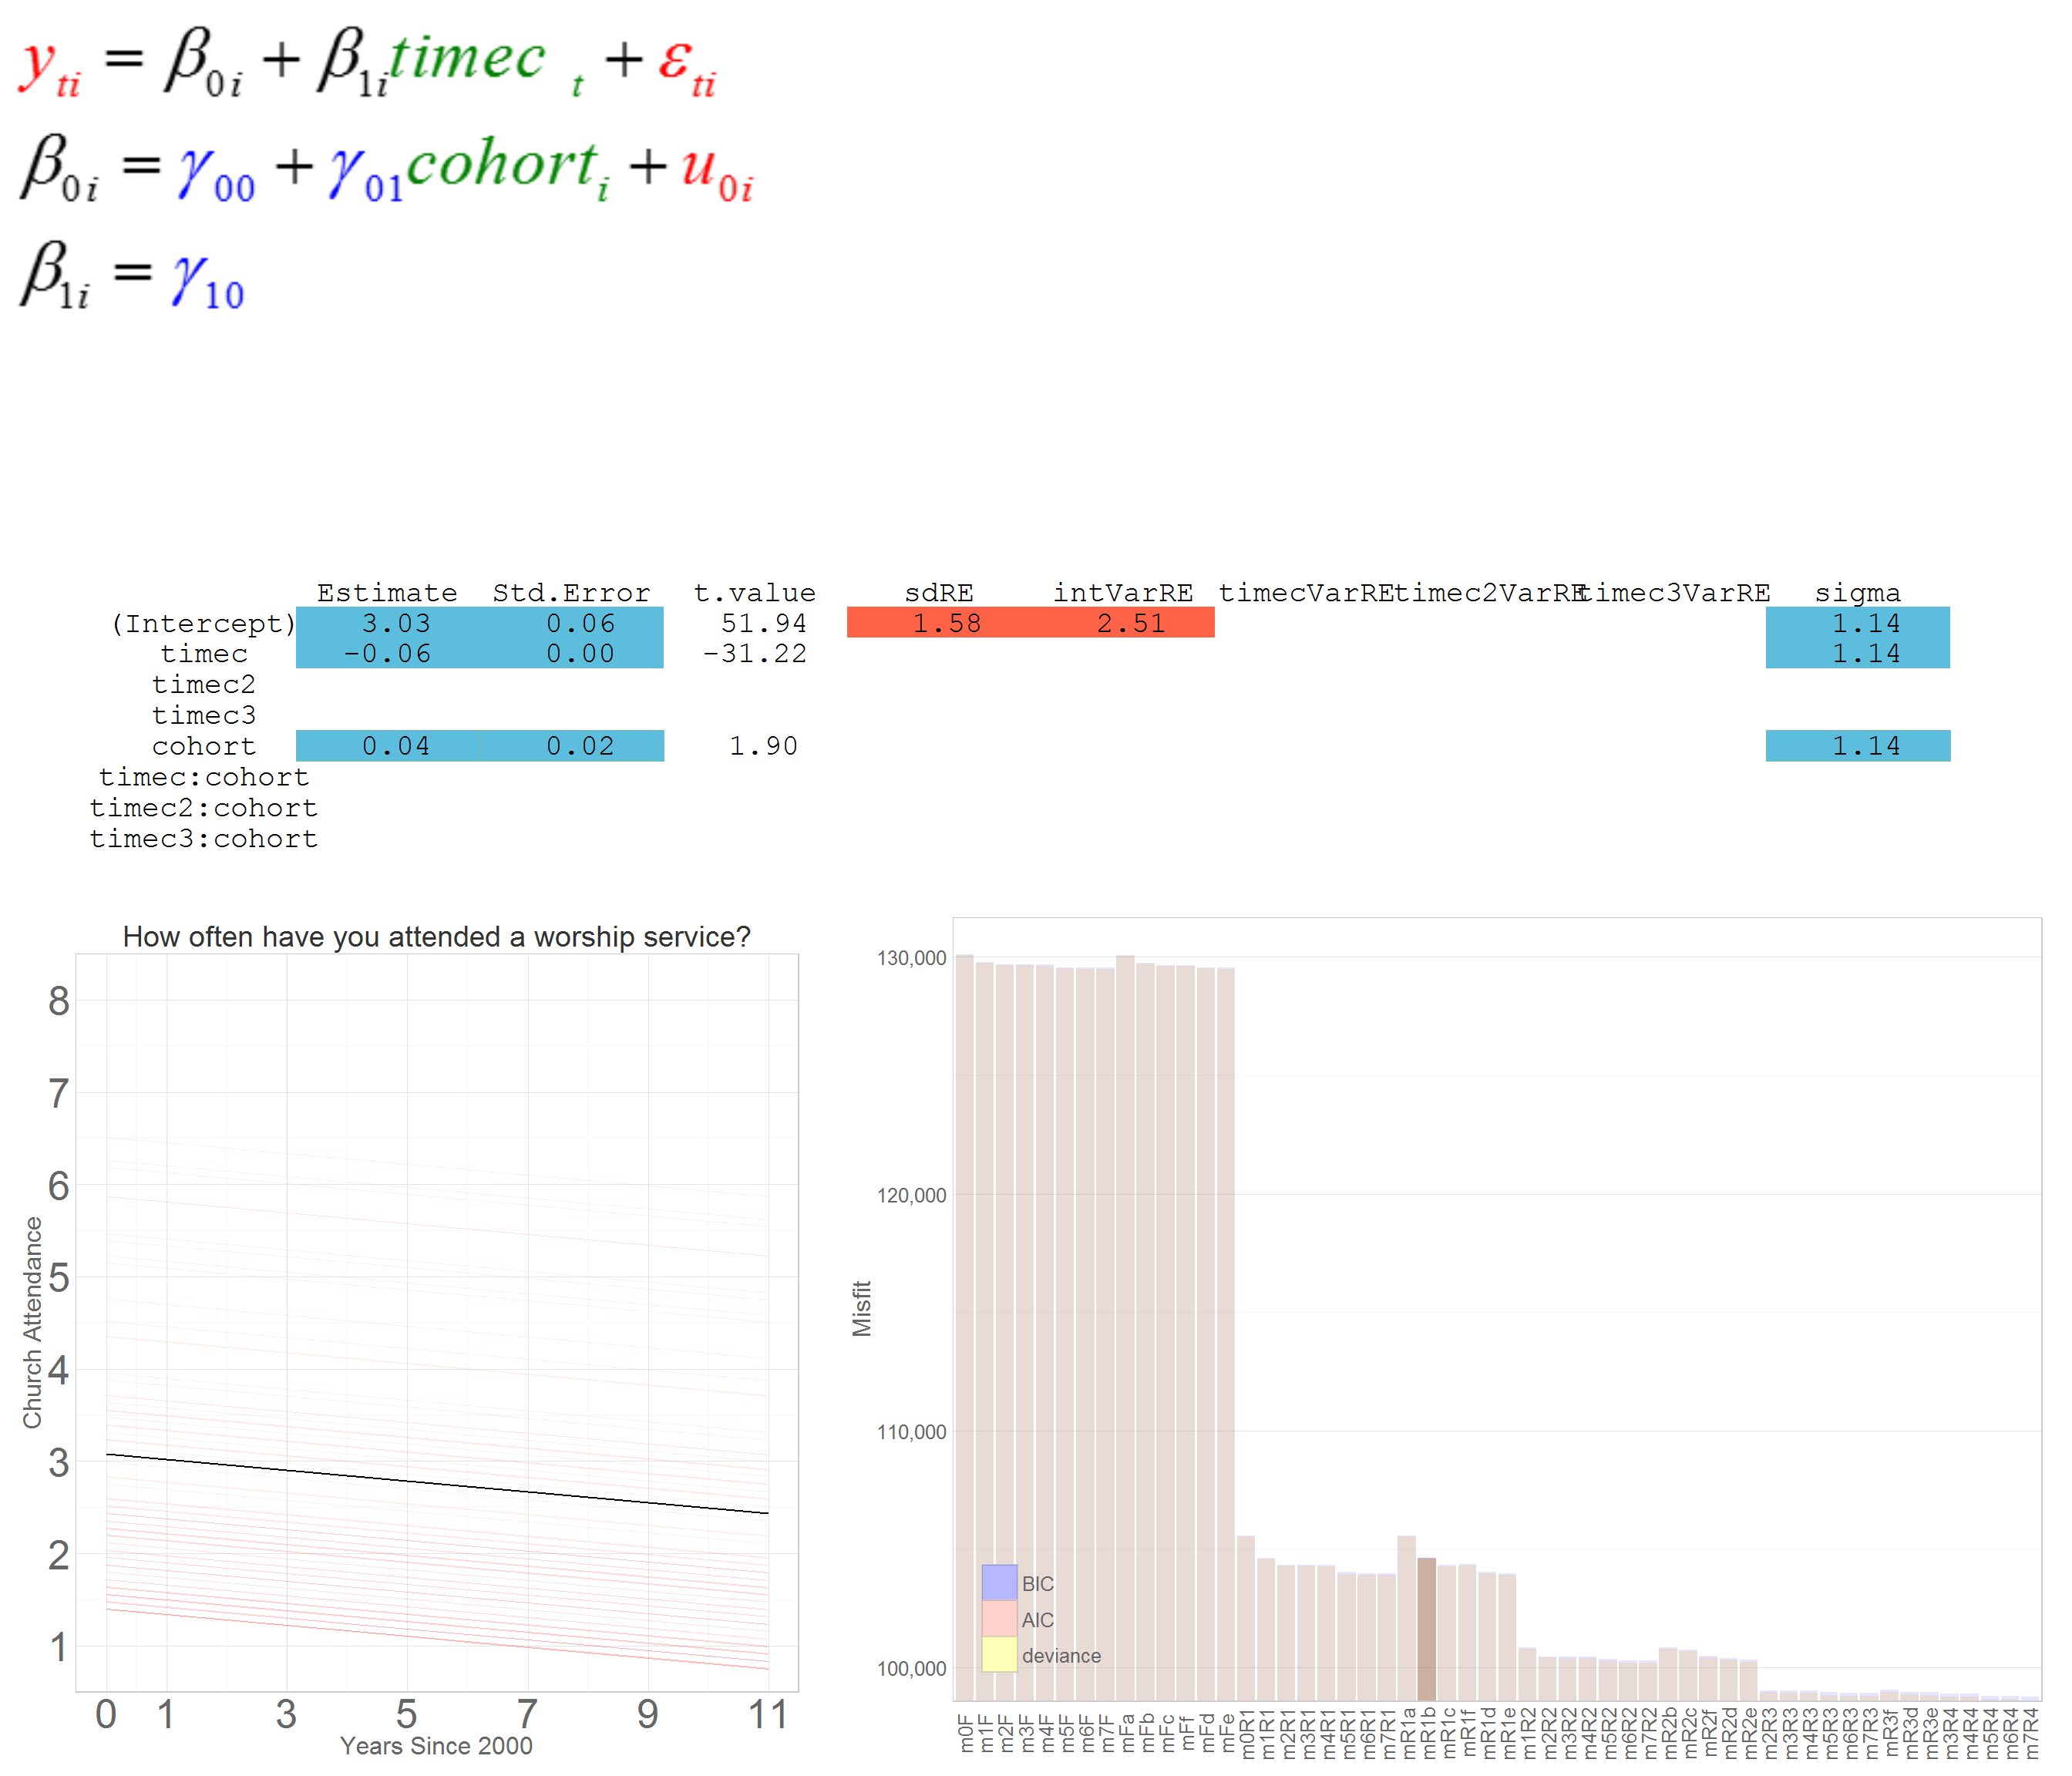 y_ti = β_0i + β_1i timec_t + ε_ti
β_0i = γ_00 + γ_01 cohort_i + u_0i
β_1i = γ_10
Estimate Std.Error t.value sdRE intVarRE timecVarRE timec2VarRE timec3VarRE sigma
(Intercept) 3.03 0.06 51.94 1.58 2.51 1.14
timec -0.06 0.00 -31.22 1.14
timec2
timec3
cohort 0.04 0.02 1.90 1.14
timec:cohort
timec2:cohort
timec3:cohort
How often have you attended a worship service?
Church Attendance
8
7
6
5
4
3
2
1
0 1 3 5 7 9 11
Years Since 2000
Misfit
130,000
120,000
110,000
100,000
BIC
AIC
deviance
m0F m1F m2F m3F m4F m5F m6F m7F mFa mFb mFc mFf mFd mFe m0R1 m1R1 m2R1 m3R1 m4R1 m5R1 m6R1 m7R1 mR1a mR1b mR1c mR1f mR1d mR1e m1R2 m2R2 m3R2 m4R2 m5R2 m6R2 m7R2 mR2b mR2c mR2f mR2d mR2e m2R3 m3R3 m4R3 m5R3 m6R3 m7R3 mR3f mR3d mR3e m3R4 m4R4 m5R4 m6R4 m7R4